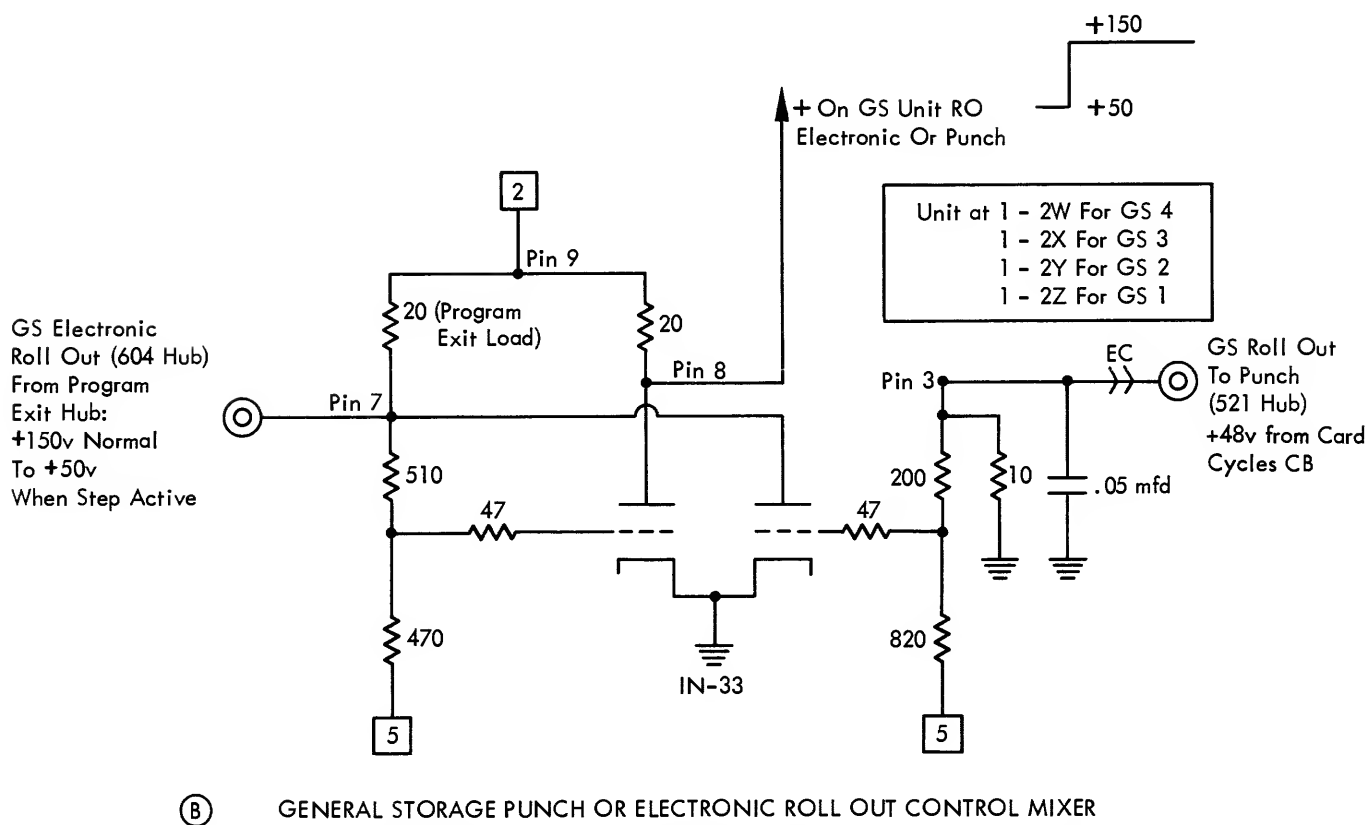 +150
+ On GS Unit RO
Electronic Or Punch
+50
2
Pin 9
Unit at 1 - 2W For GS 4
1 - 2X For GS 3
1 - 2Y For GS 2
1 - 2Z For GS 1
20 (Program
Exit Load)
20
GS Electronic
Roll Out (604 Hub)
From Program
Exit Hub:
+150v Normal
To +50v
When Step Active
Pin 7
Pin 8
Pin 3
EC
GS Roll Out
To Punch
(521 Hub)
+48v from Card
Cycles CB
510
200
10
.05 mfd
47
47
470
820
IN-33
5
5
B GENERAL STORAGE PUNCH OR ELECTRONIC ROLL OUT CONTROL MIXER